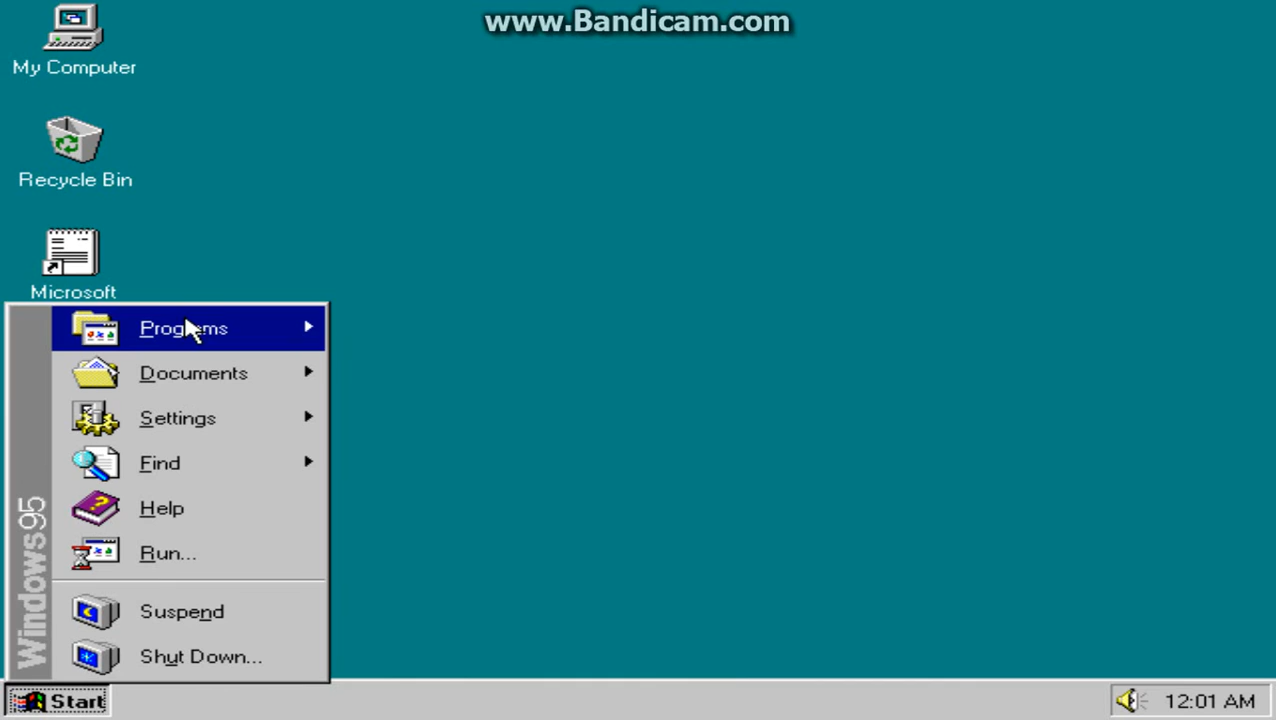 www.Bandicam.com
My Computer
Recycle Bin
Microsoft
Programs
Documents
Settings
Find
Help
Run...
Suspend
Shut Down...
Windows95
Start
12:01 AM